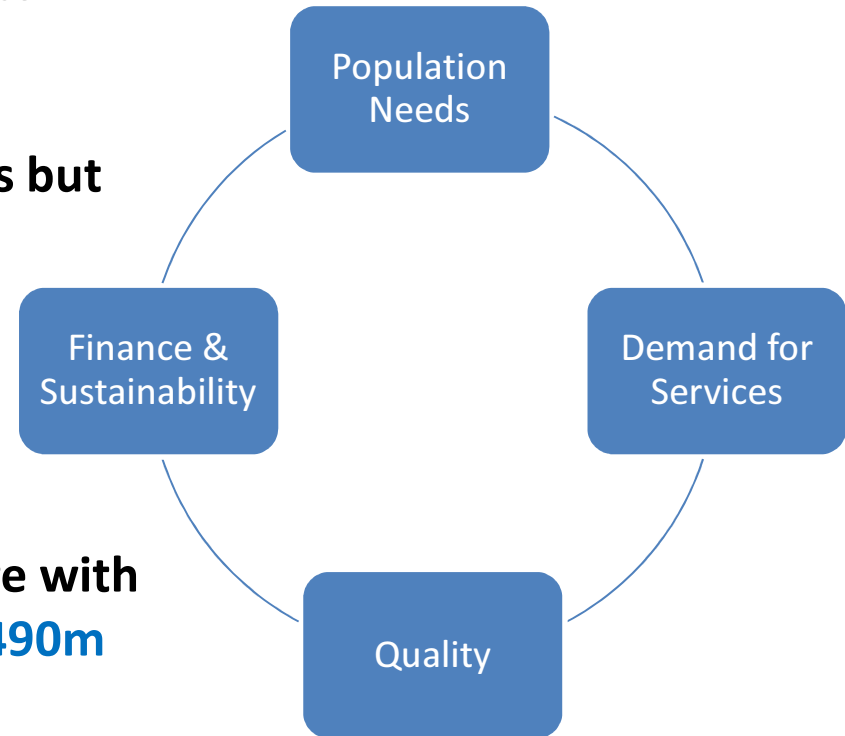 Population
Needs
but
Finance &
Sustainability
Demand for
Services
with
490m
Quality